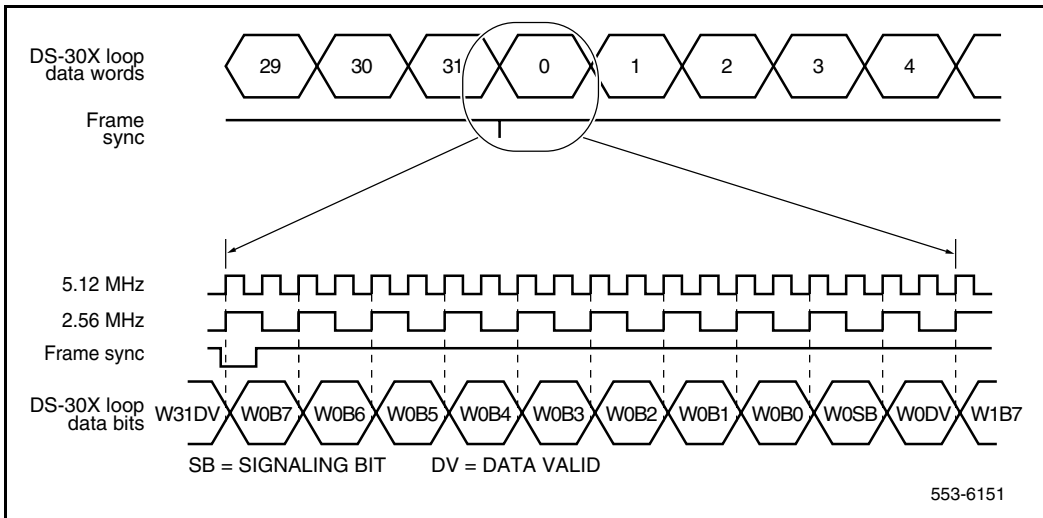 DS-30X loop
data words
29 30 31 0 1 2 3 4
Frame
sync
5.12 MHz
2.56 MHz
Frame sync
DS-30X loop
data bits
W31DV W0B7 W0B6 W0B5 W0B4 W0B3 W0B2 W0B1 W0B0 W0SB W0DV W1B7
SB = SIGNALING BIT DV = DATA VALID
553-6151